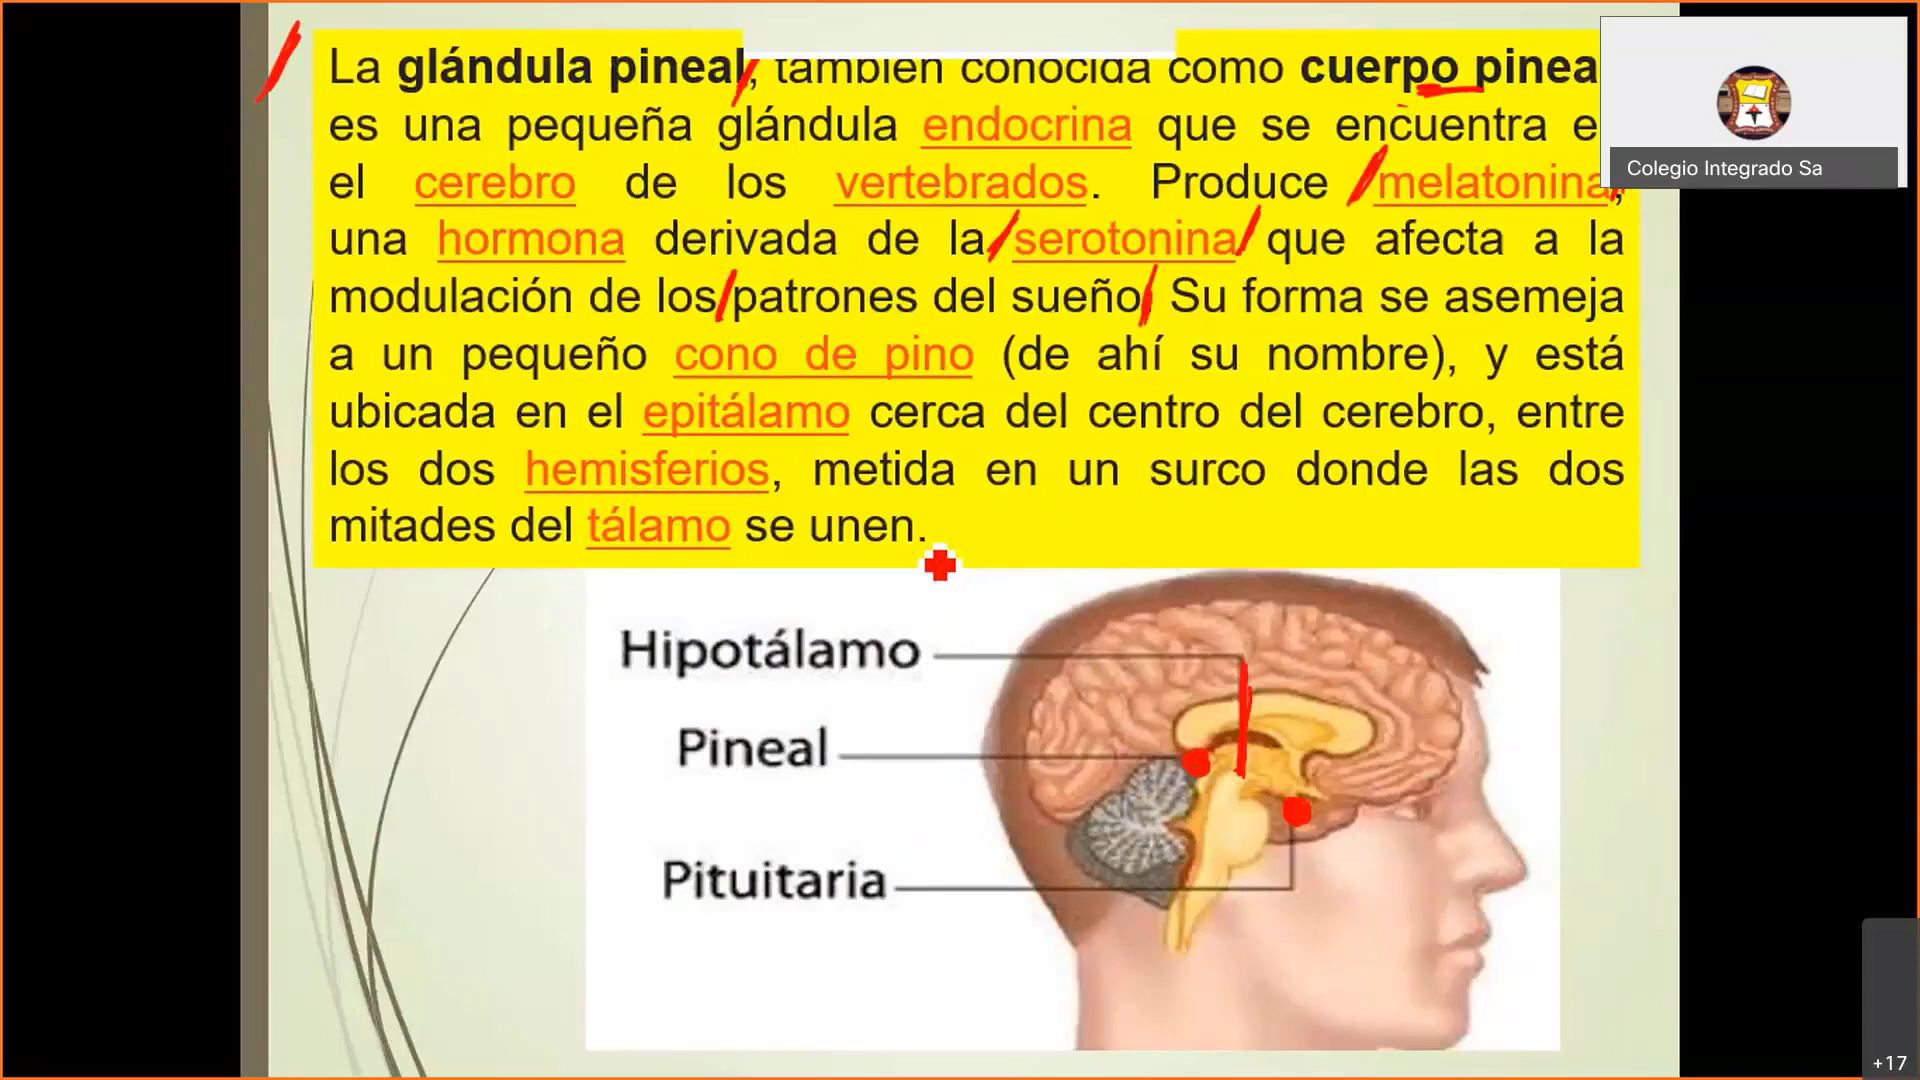 La glándula pineal, también conocida como cuerpo pinea
es una pequeña glándula endocrina que se encuentra e
el cerebro de los vertebrados. Produce melatonina,
una hormona derivada de la serotonina que afecta a la
modulación de los patrones del sueño. Su forma se asemeja
a un pequeño cono de pino (de ahí su nombre), y está
ubicada en el epitálamo cerca del centro del cerebro, entre
los dos hemisferios, metida en un surco donde las dos
mitades del tálamo se unen.
Colegio Integrado Sa
Hipotálamo
Pineal
Pituitaria
+17